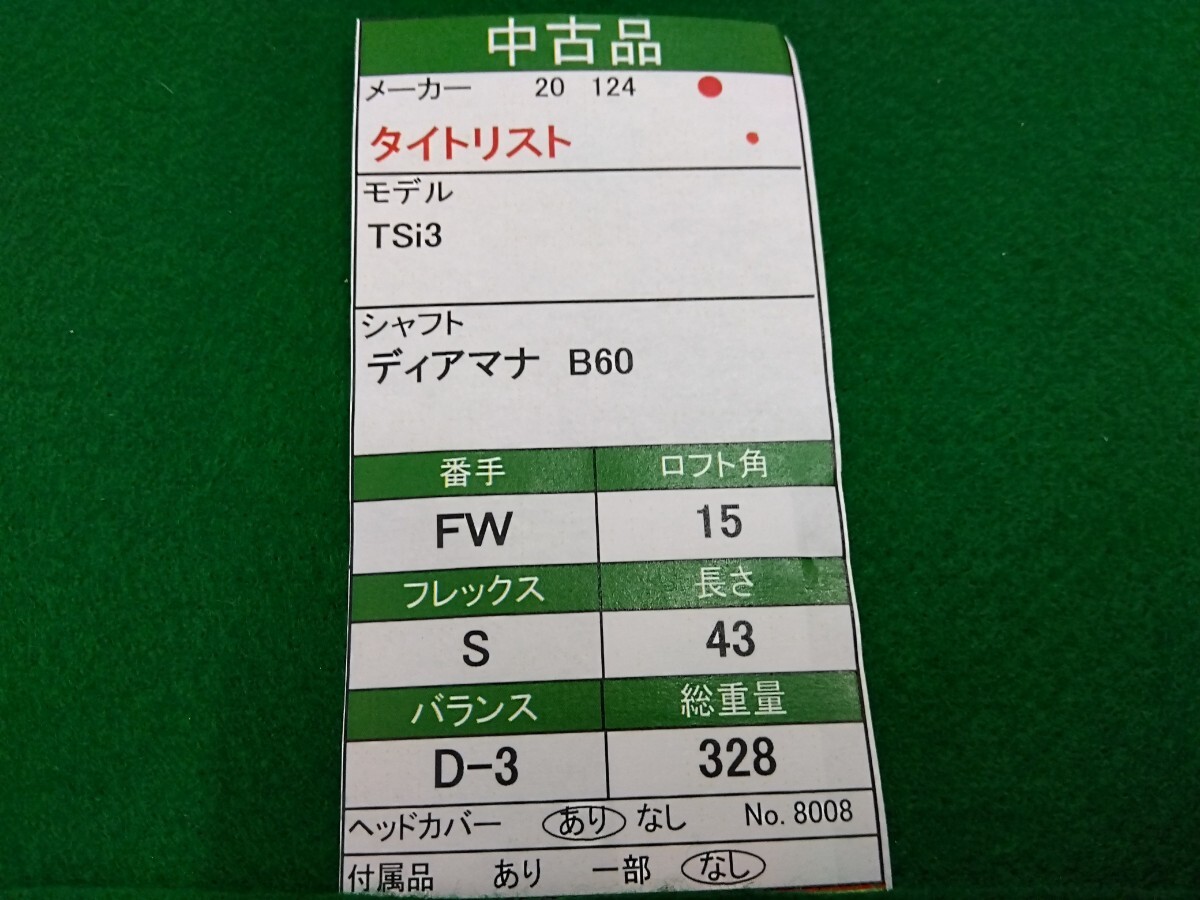 中古品
メーカー 20 124
タイトリスト
モデル
TSi3
シャフト
ディアマナ B60
番手 ロフト角
FW 15
フレックス 長さ
S 43
バランス 総重量
D-3 328
ヘッドカバー あり なし No. 8008
付属品 あり 一部 なし